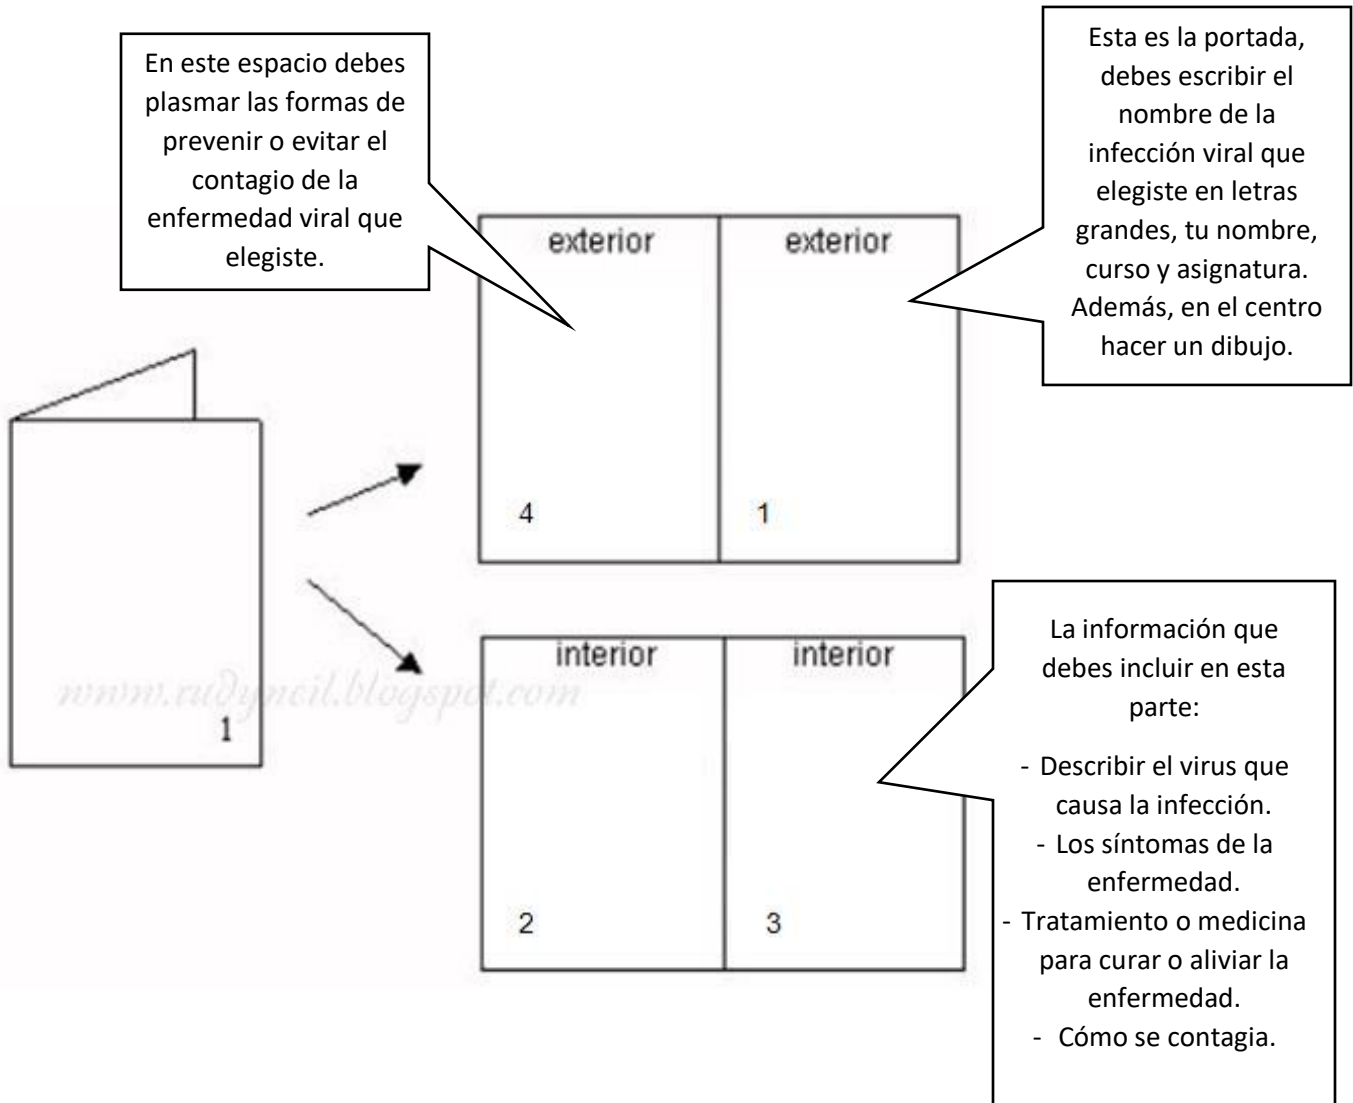 En este espacio debes
plasmar las formas de
prevenir o evitar el
contagio de la
enfermedad viral que
elegiste.
Esta es la portada,
debes escribir el
nombre de la
infección viral que
elegiste en letras
grandes, tu nombre,
curso y asignatura.
Además, en el centro
hacer un dibujo.
exterior
exterior
4
1
1
www.rudyneil.blogspot.com
interior
interior
2
3
La información que
debes incluir en esta
parte:
- Describir el virus que
causa la infección.
- Los síntomas de la
enfermedad.
- Tratamiento o medicina
para curar o aliviar la
enfermedad.
- Cómo se contagia.